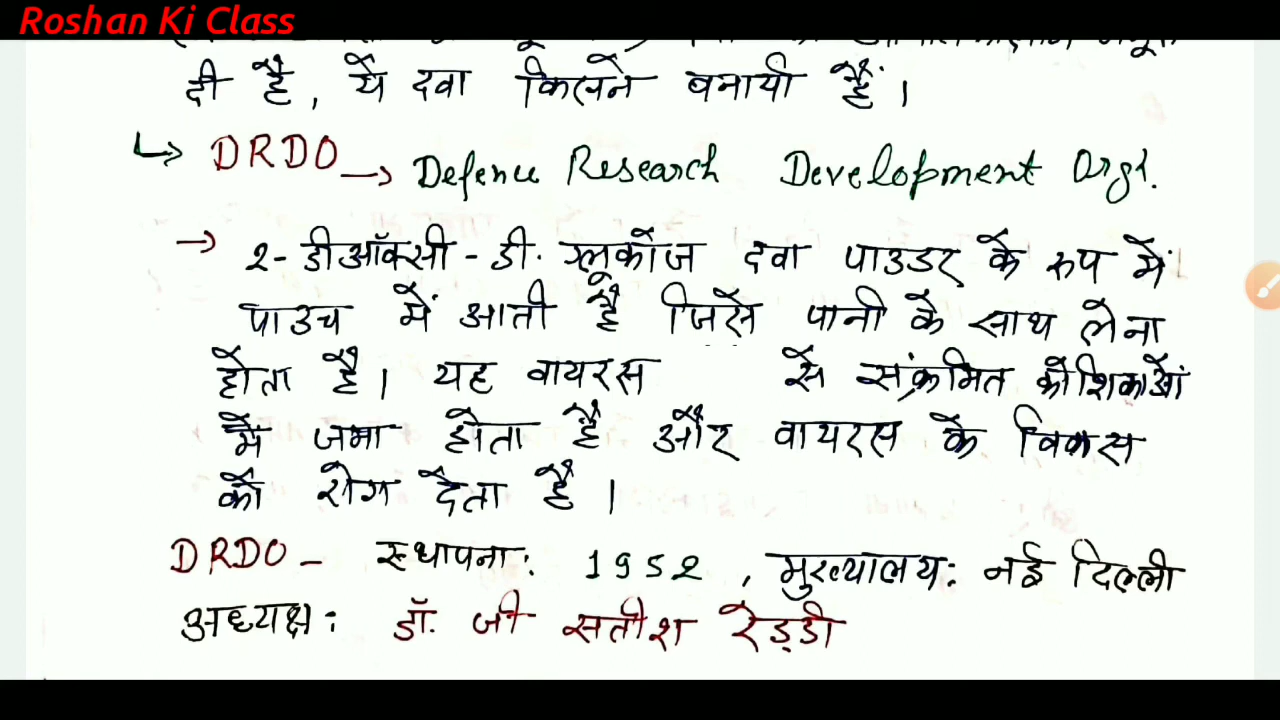 Roshan Ki Class
दी है, ये दवा किसने बनायी है।
↳ DRDO → Defence Research Development Orgt.
→ 2-डीऑक्सी-डी. ग्लूकोज दवा पाउडर के रुप में
पाउच में आती है जिसे पानी के साथ लेना
होता है। यह वायरस से संक्रमित कोशिकाओं
में जमा होता है और वायरस के विकास
को रोग देता है।
DRDO - स्थापना: 1952, मुख्यालय: नई दिल्ली
अध्यक्ष: डॉ. जी सतीश रेड्डी